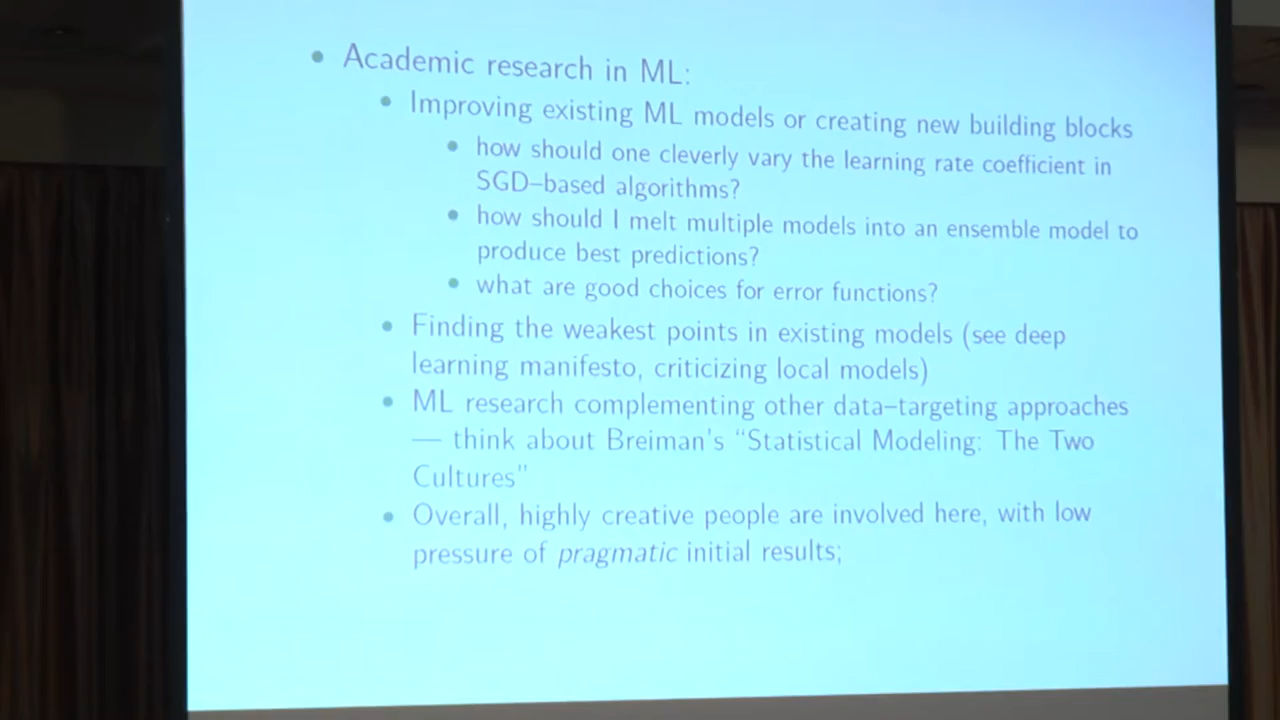 Academic research in ML:
Improving existing ML models or creating new building blocks
how should one cleverly vary the learning rate coefficient in
SGD–based algorithms?
how should I melt multiple models into an ensemble model to
produce best predictions?
what are good choices for error functions?
Finding the weakest points in existing models (see deep
learning manifesto, criticizing local models)
ML research complementing other data–targeting approaches
— think about Breiman's “Statistical Modeling: The Two
Cultures”
Overall, highly creative people are involved here, with low
pressure of pragmatic initial results;